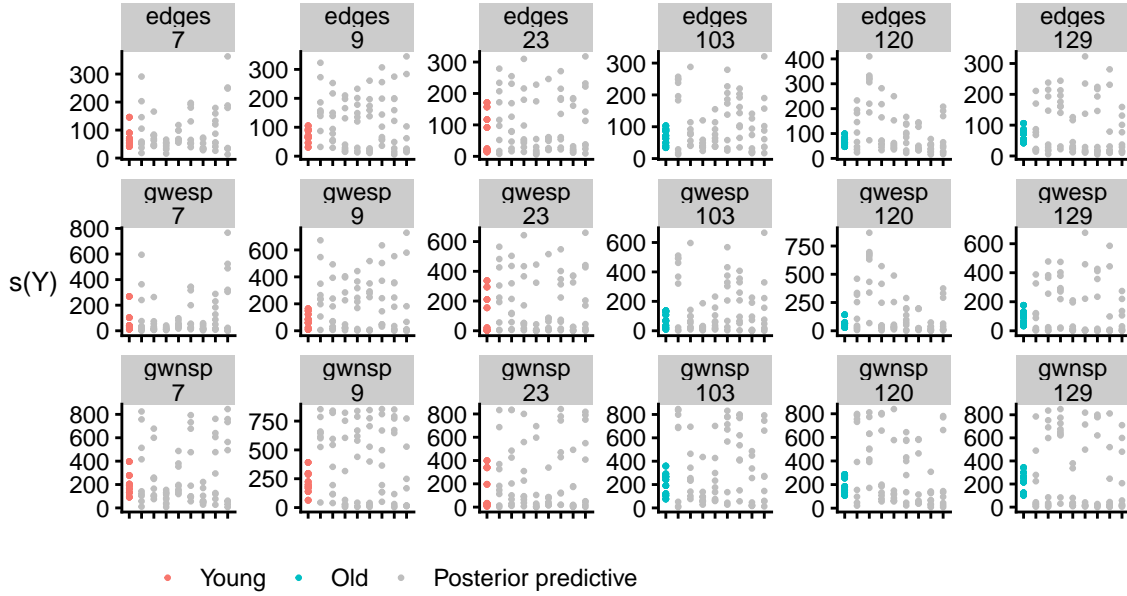 edges edges edges edges edges edges
7 9 23 103 120 129
300 300 300 300 400 300
200 200 200 200 300 200
100 100 100 100 200 100
0 0 0 0 100 0
0
gwesp gwesp gwesp gwesp gwesp gwesp
7 9 23 103 120 129
800 600 600 600 750 600
600 400 400 400 500 400
400 200 200 200 250 200
200 0 0 0 0 0
0
s(Y)
gwnsp gwnsp gwnsp gwnsp gwnsp gwnsp
7 9 23 103 120 129
800 750 800 800 800 800
600 500 600 600 600 600
400 250 400 400 400 400
200 0 200 200 200 200
0 0 0 0 0
Young Old Posterior predictive